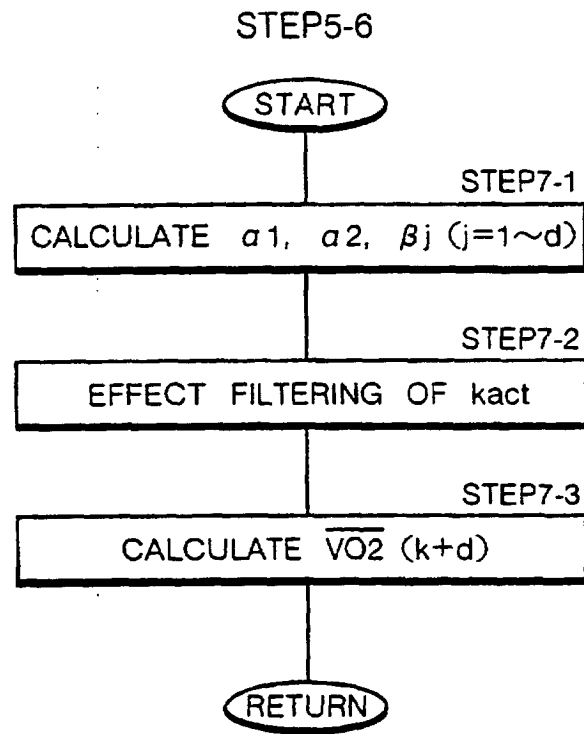 STEP5-6
START
STEP7-1
CALCULATE α1, α2, βj (j=1~d)
STEP7-2
EFFECT FILTERING OF kact
STEP7-3
CALCULATE V̅O̅2̅ (k+d)
RETURN